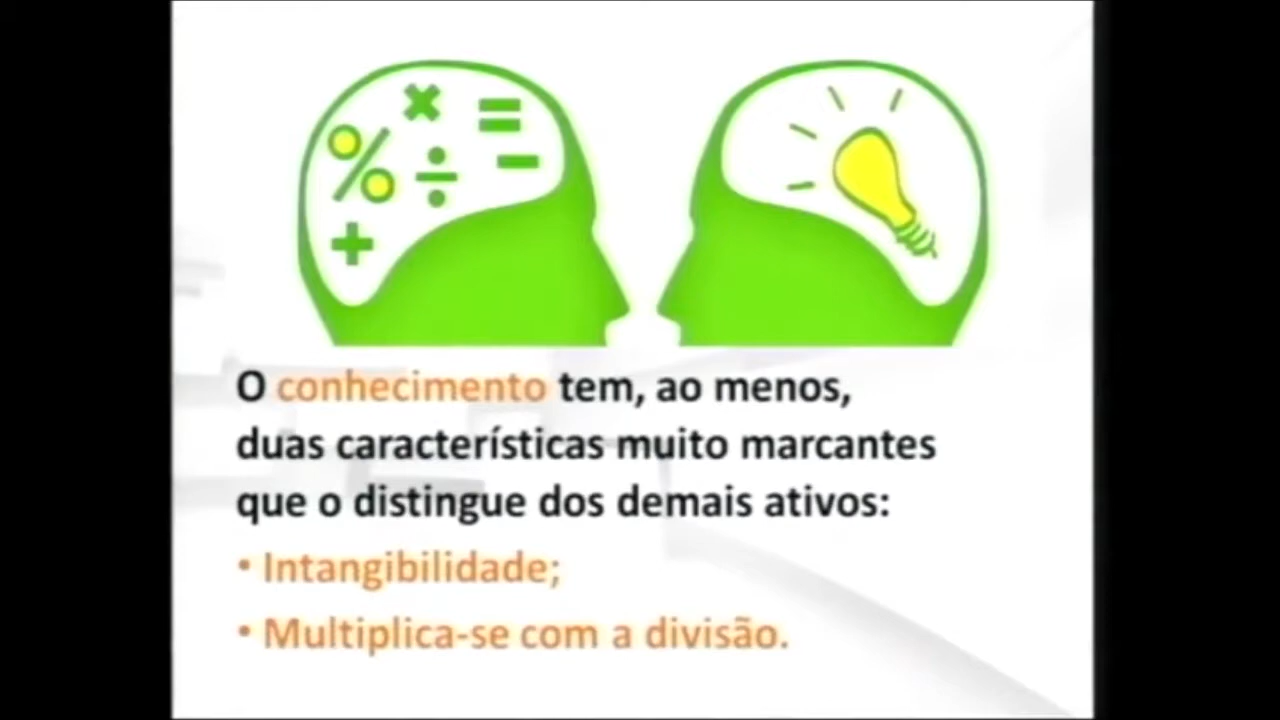 O conhecimento tem, ao menos,
duas características muito marcantes
que o distingue dos demais ativos:
• Intangibilidade;
• Multiplica-se com a divisão.